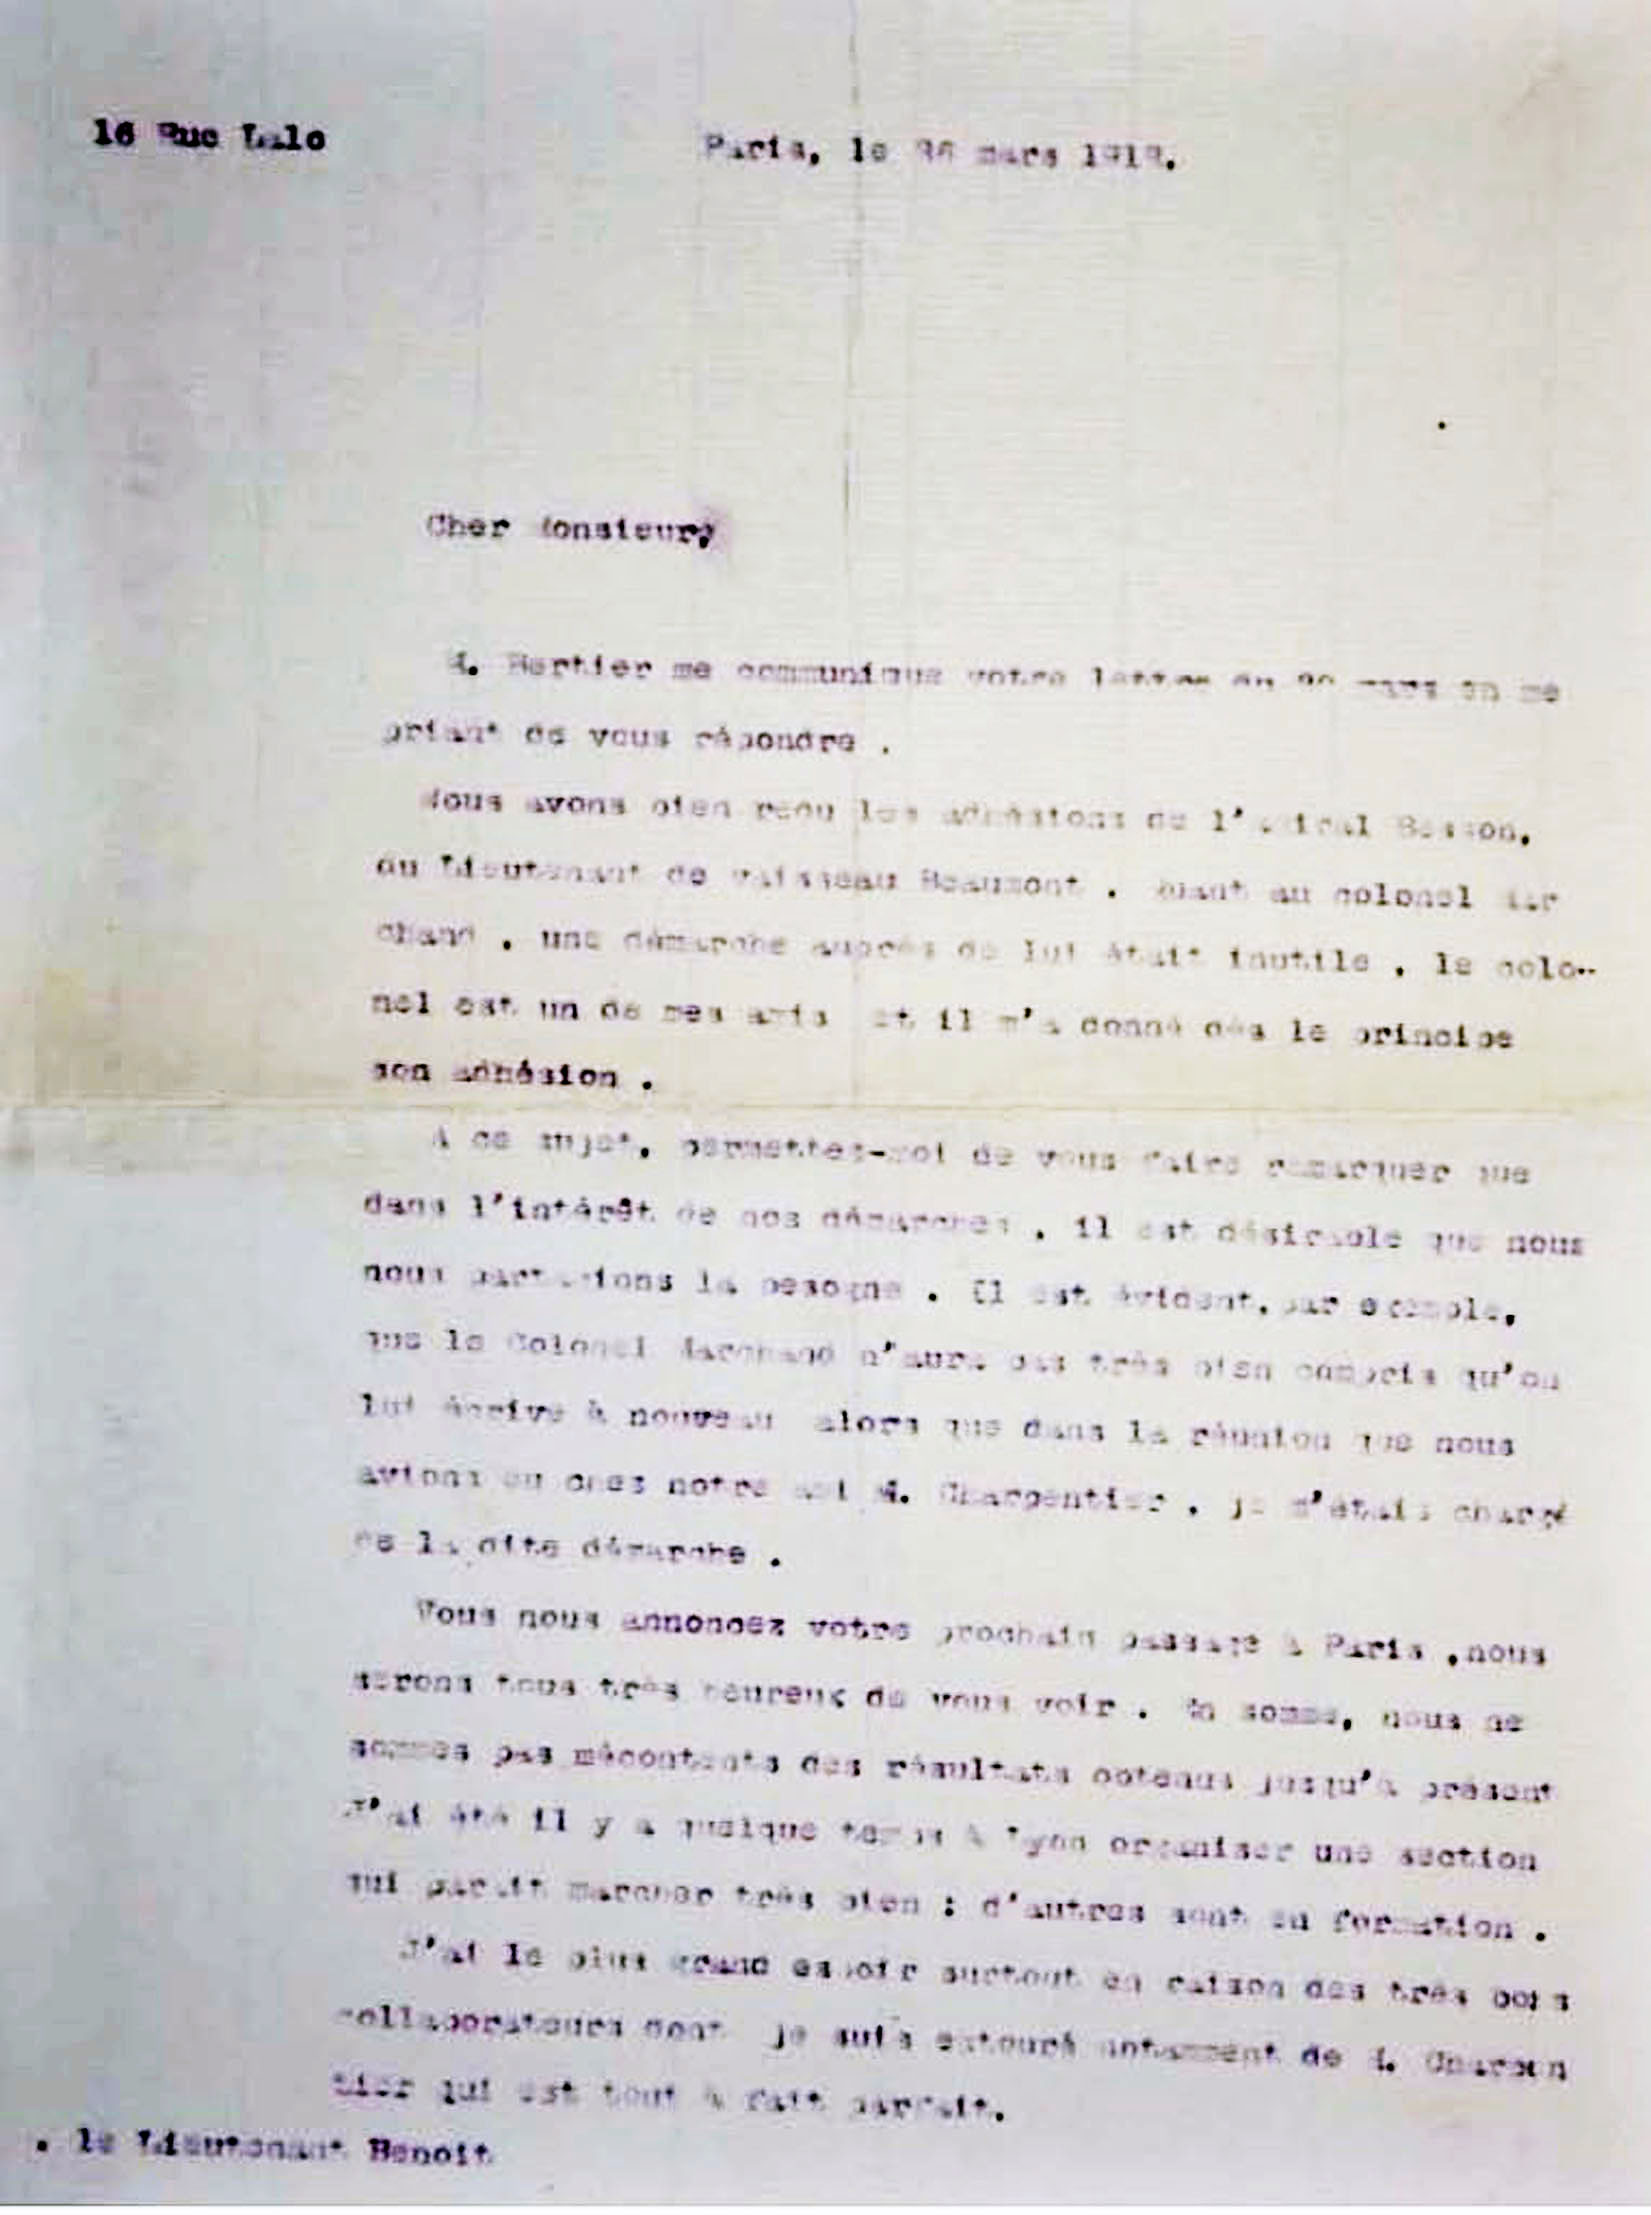 16 Rue Lalo
Paris, le mars
Cher Monsieur,
M. me communique votre lettre du mars en me
priant de vous répondre .
Nous avons bien reçu les adhésions de l'Amiral Besson,
du Lieutenant de vaisseau Beaumont . Quant au colonel Mar
chand , une démarche auprès de lui était inutile , le colo-
nel est un de mes amis et il m'a donné dès le principe
son adhésion .
A ce sujet, permettez-moi de vous faire remarquer que
dans l'intérêt de nos démarches , il est désirable que nous
nous partagions la besogne . Il est évident, par exemple,
que le Colonel Marchand n'aura pas très bien compris qu'on
lui écrive à nouveau alors que dans la réunion que nous
avions eu chez notre ami M. Charpentier , je m'étais chargé
de la dite démarche .
Vous nous annoncez votre prochain passage à Paris ,nous
serons tous très heureux de vous voir . En somme, nous ne
sommes pas mécontents des résultats obtenus jusqu'à présent
J'ai été il y a quelque temps à Lyon organiser une section
qui parait marcher très bien : d'autres sont en formation .
J'ai le plus grand espoir surtout en raison des très bons
collaborateurs dont je suis entouré notamment de M. Charpen
tier qui est tout à fait parfait.
. le Lieutenant Benoit